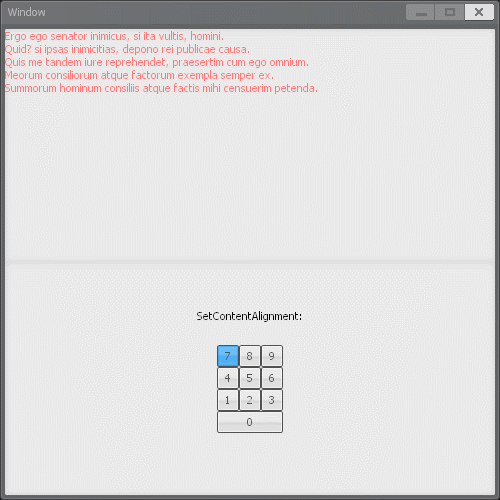 Window
Ergo ego senator inimicus, si ita vultis, homini.
Quid? si ipsas inimicitias, depono rei publicae causa.
Quis me tandem iure reprehendet, praesertim cum ego omnium.
Meorum consiliorum atque factorum exempla semper ex.
Summorum hominum consiliis atque factis mihi censuerim petenda.
SetContentAlignment:
7 8 9
4 5 6
1 2 3
0